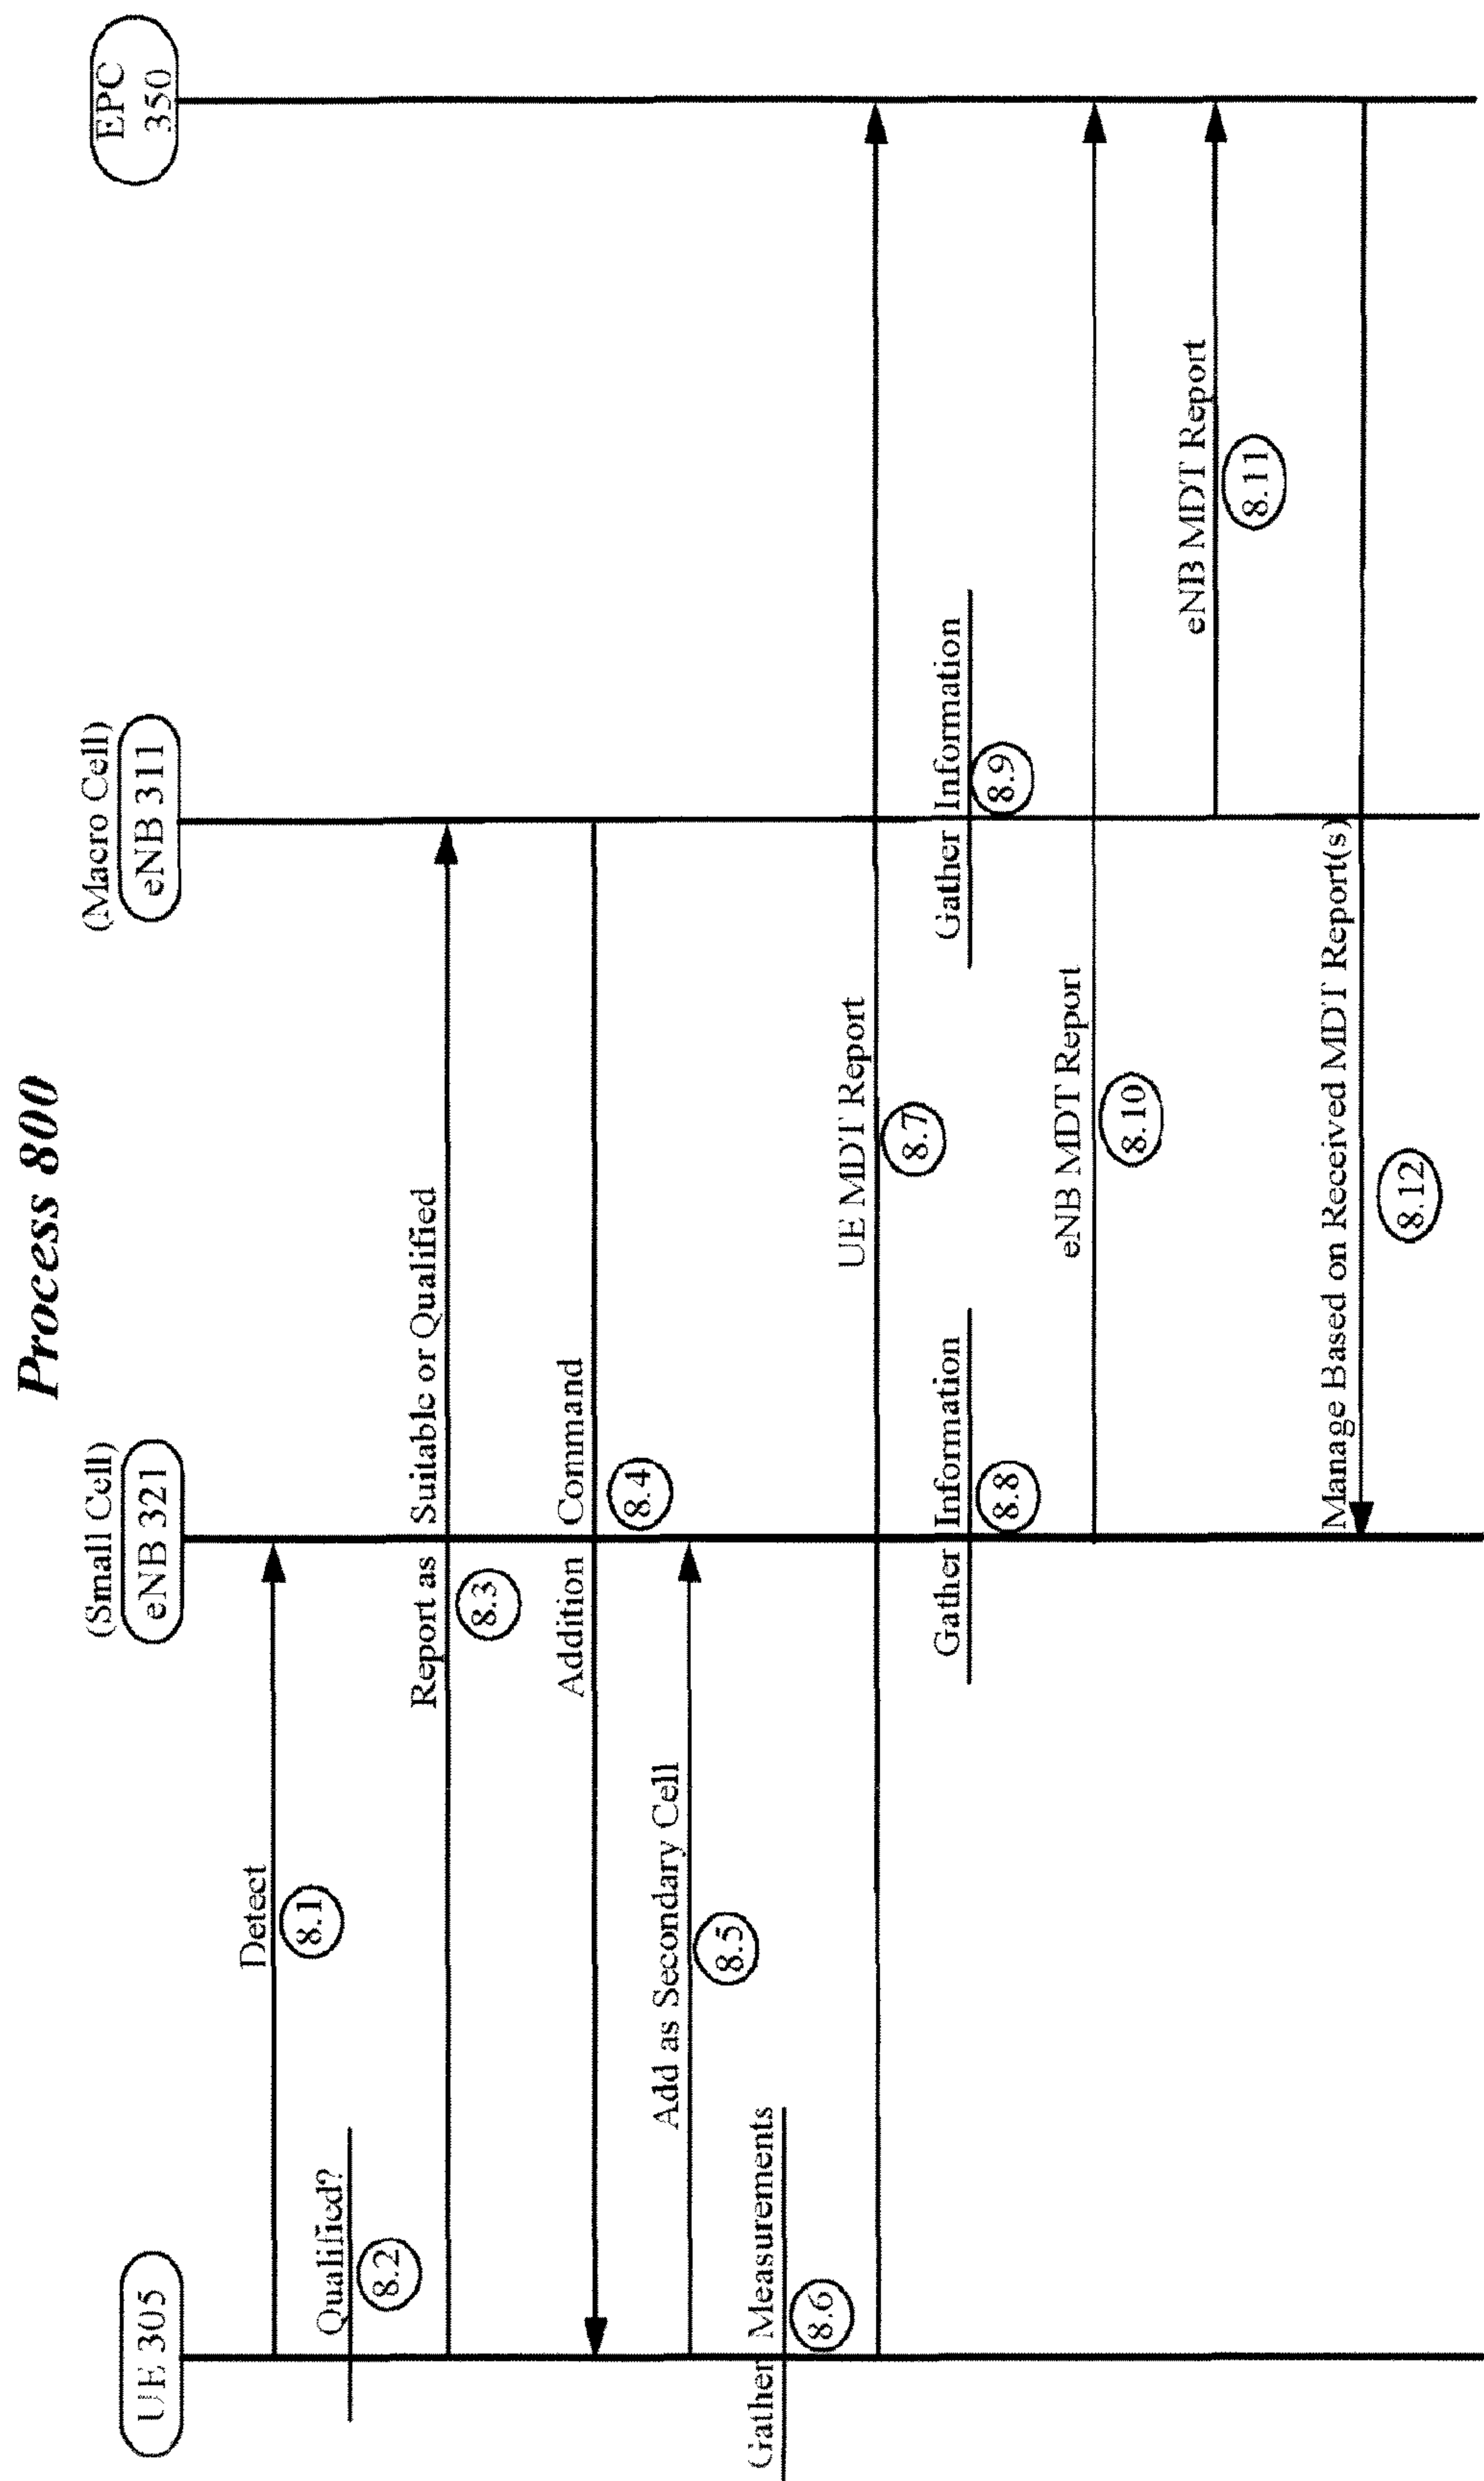 Process 800
UE 305
(Small Cell)
eNB 321
(Macro Cell)
eNB 311
EPC
350
Detect
8.1
Qualified?
8.2
Report as Suitable or Qualified
8.3
Addition Command
8.4
Add as Secondary Cell
8.5
Gather Measurements
8.6
UE MDT Report
8.7
Gather Information
8.8
Gather Information
8.9
eNB MDT Report
8.10
eNB MDT Report
8.11
Manage Based on Received MDT Report(s)
8.12